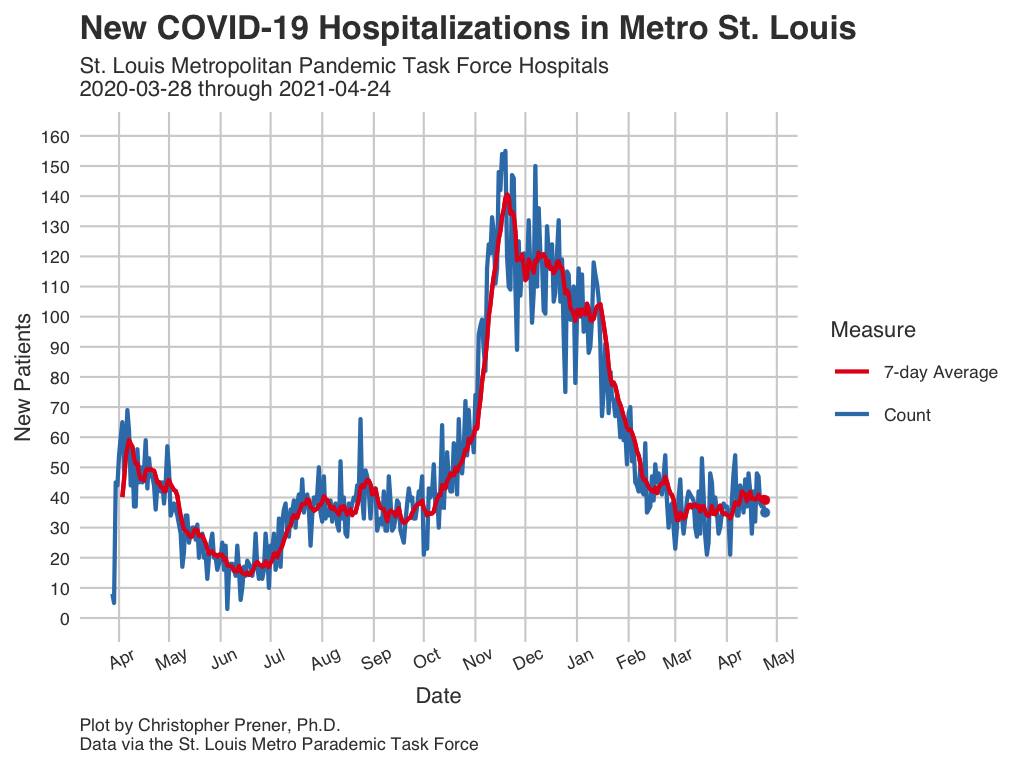 New COVID-19 Hospitalizations in Metro St. Louis
St. Louis Metropolitan Pandemic Task Force Hospitals
2020-03-28 through 2021-04-24
160
150
140
130
120
110
100
90
80
70
60
50
40
30
20
10
0
New Patients
Apr May Jun Jul Aug Sep Oct Nov Dec Jan Feb Mar Apr May
Date
Measure
7-day Average
Count
Plot by Christopher Prener, Ph.D.
Data via the St. Louis Metro Parademic Task Force